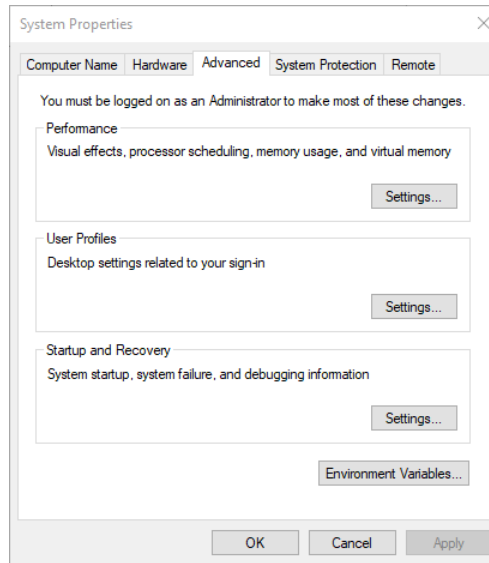 System Properties
Computer Name Hardware Advanced System Protection Remote
You must be logged on as an Administrator to make most of these changes.
Performance
Visual effects, processor scheduling, memory usage, and virtual memory
Settings...
User Profiles
Desktop settings related to your sign-in
Settings...
Startup and Recovery
System startup, system failure, and debugging information
Settings...
Environment Variables...
OK Cancel Apply